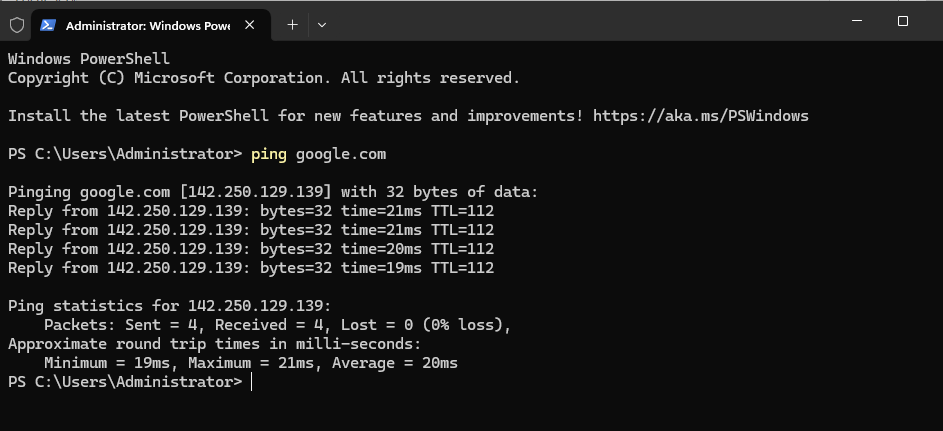 Administrator: Windows Powe
Windows PowerShell
Copyright (C) Microsoft Corporation. All rights reserved.
Install the latest PowerShell for new features and improvements! https://aka.ms/PSWindows
PS C:\Users\Administrator> ping google.com
Pinging google.com [142.250.129.139] with 32 bytes of data:
Reply from 142.250.129.139: bytes=32 time=21ms TTL=112
Reply from 142.250.129.139: bytes=32 time=21ms TTL=112
Reply from 142.250.129.139: bytes=32 time=20ms TTL=112
Reply from 142.250.129.139: bytes=32 time=19ms TTL=112
Ping statistics for 142.250.129.139:
    Packets: Sent = 4, Received = 4, Lost = 0 (0% loss),
Approximate round trip times in milli-seconds:
    Minimum = 19ms, Maximum = 21ms, Average = 20ms
PS C:\Users\Administrator>